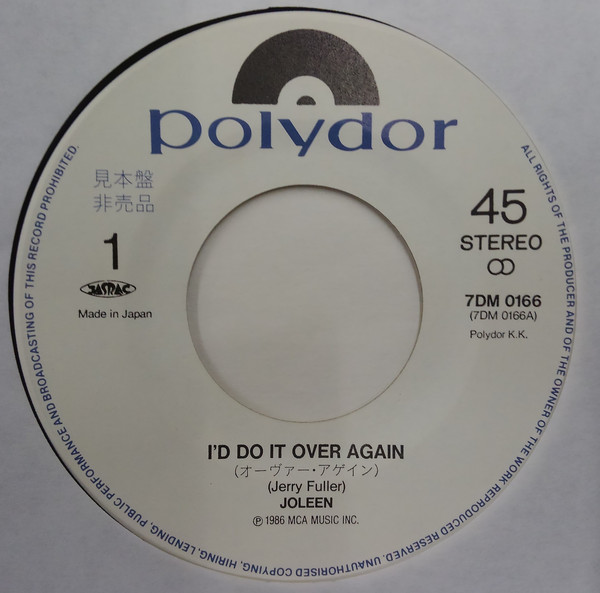 polydor
見本盤
非売品
1
JASRAC
Made in Japan
45
STEREO
7DM 0166
(7DM 0166A)
Polydor K.K.
I'D DO IT OVER AGAIN
(オーヴァー・アゲイン)
(Jerry Fuller)
JOLEEN
Ⓟ 1986 MCA MUSIC INC.
ALL RIGHTS OF THE PRODUCER AND OF THE OWNER OF THE WORK REPRODUCED RESERVED. UNAUTHORISED COPYING, HIRING, LENDING, PUBLIC PERFORMANCE AND BROADCASTING OF THIS RECORD PROHIBITED.